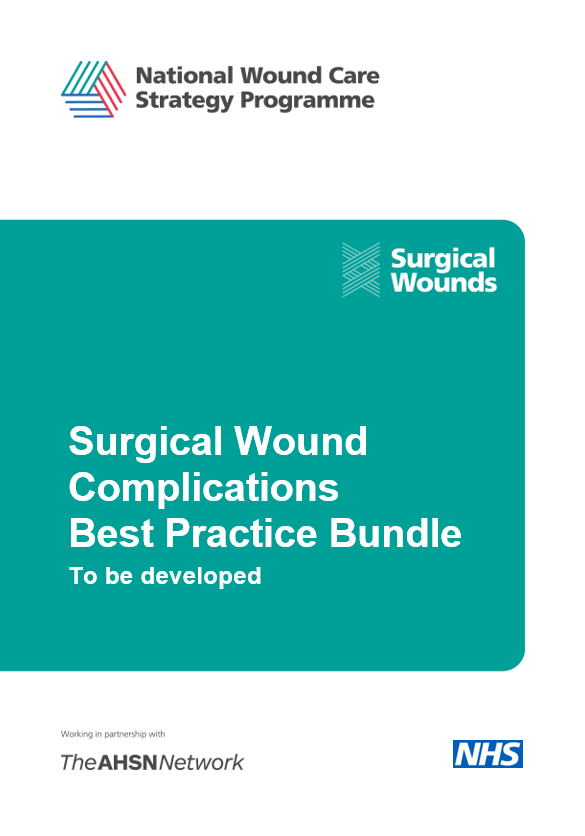 National Wound Care
Strategy Programme
Surgical
Wounds
Surgical Wound
Complications
Best Practice Bundle
To be developed
Working in partnership with
TheAHSNNetwork
NHS